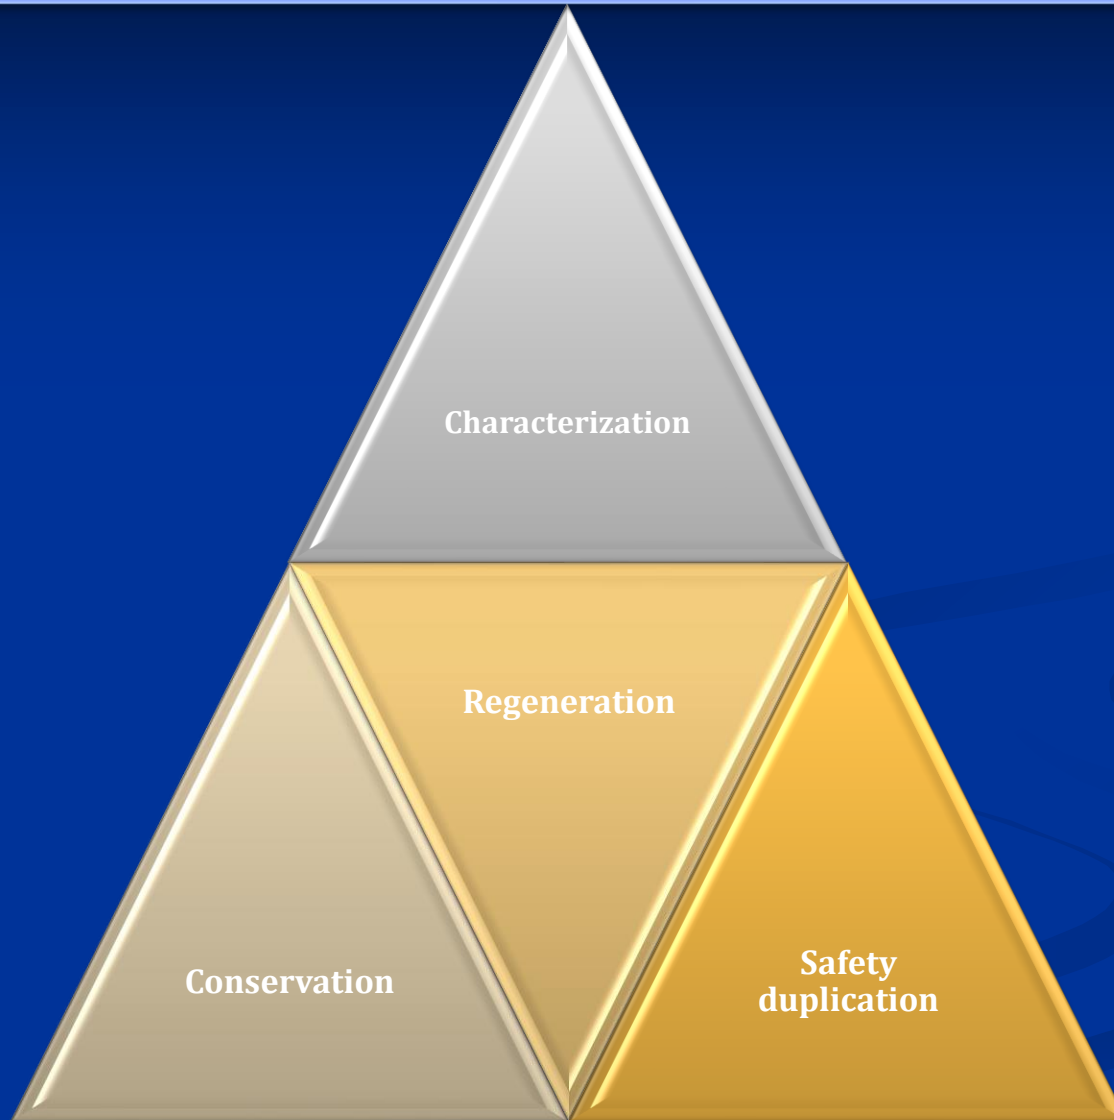 Characterization
Regeneration
Conservation
Safety
duplication